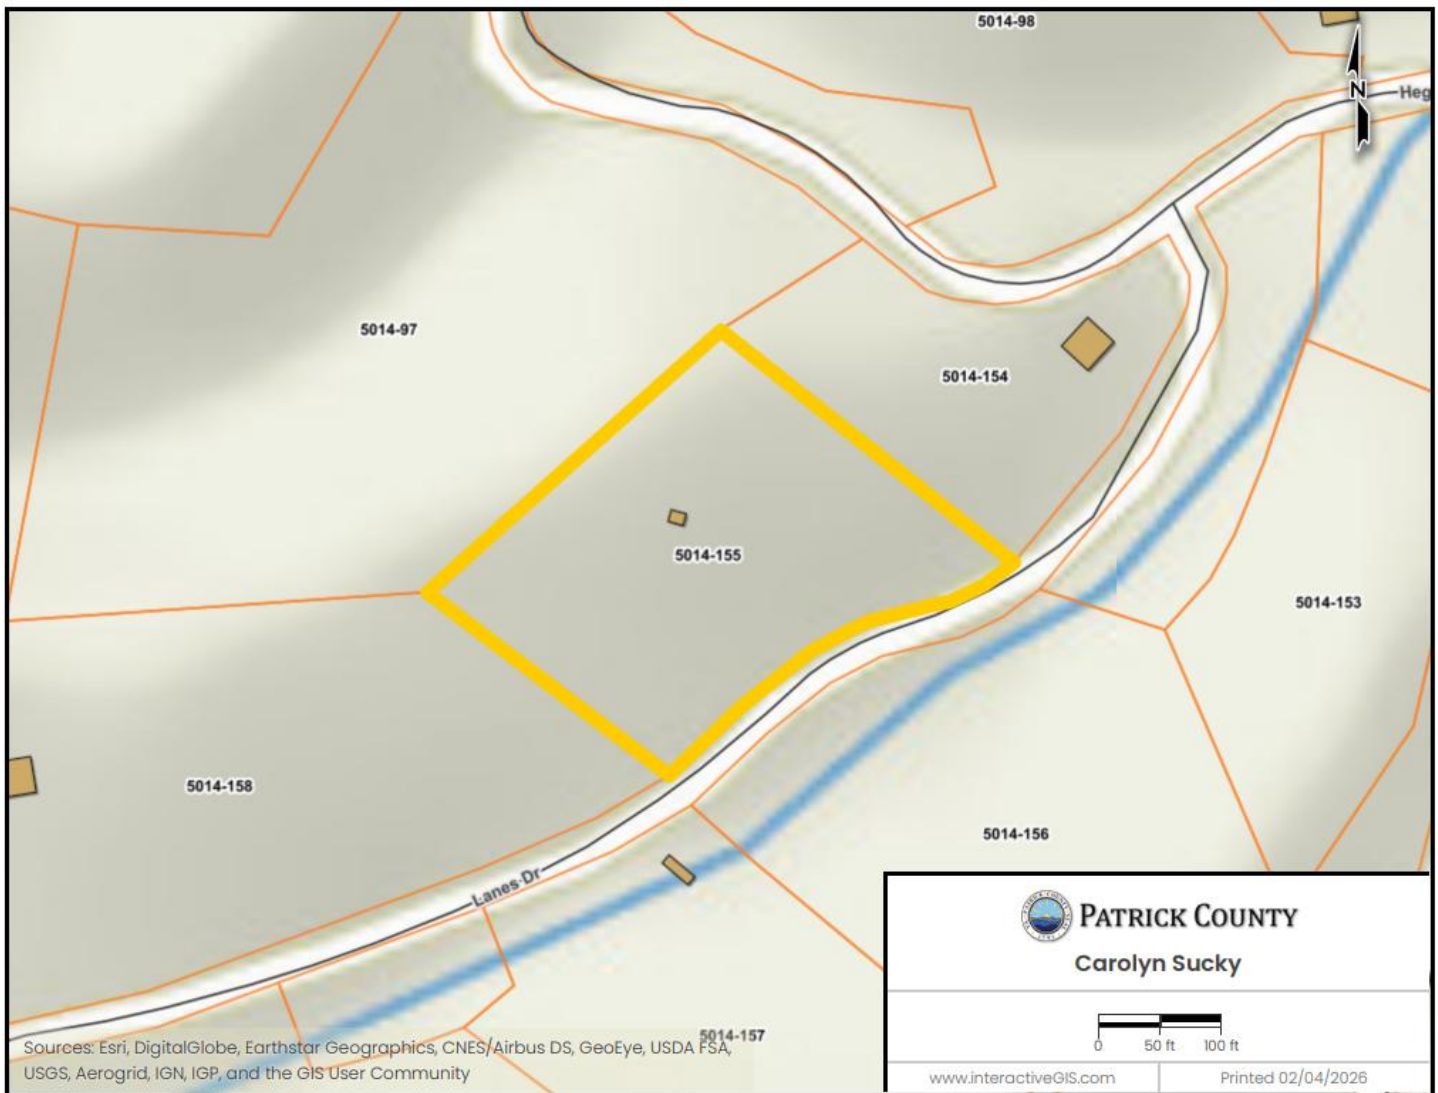 5014-98
N
Heg
5014-97
5014-154
5014-155
5014-153
5014-158
5014-156
Lanes Dr
PATRICK COUNTY
Carolyn Sucky
5014-157
0 50 ft 100 ft
Sources: Esri, DigitalGlobe, Earthstar Geographics, CNES/Airbus DS, GeoEye, USDA FSA,
USGS, Aerogrid, IGN, IGP, and the GIS User Community
www.interactiveGIS.com Printed 02/04/2026